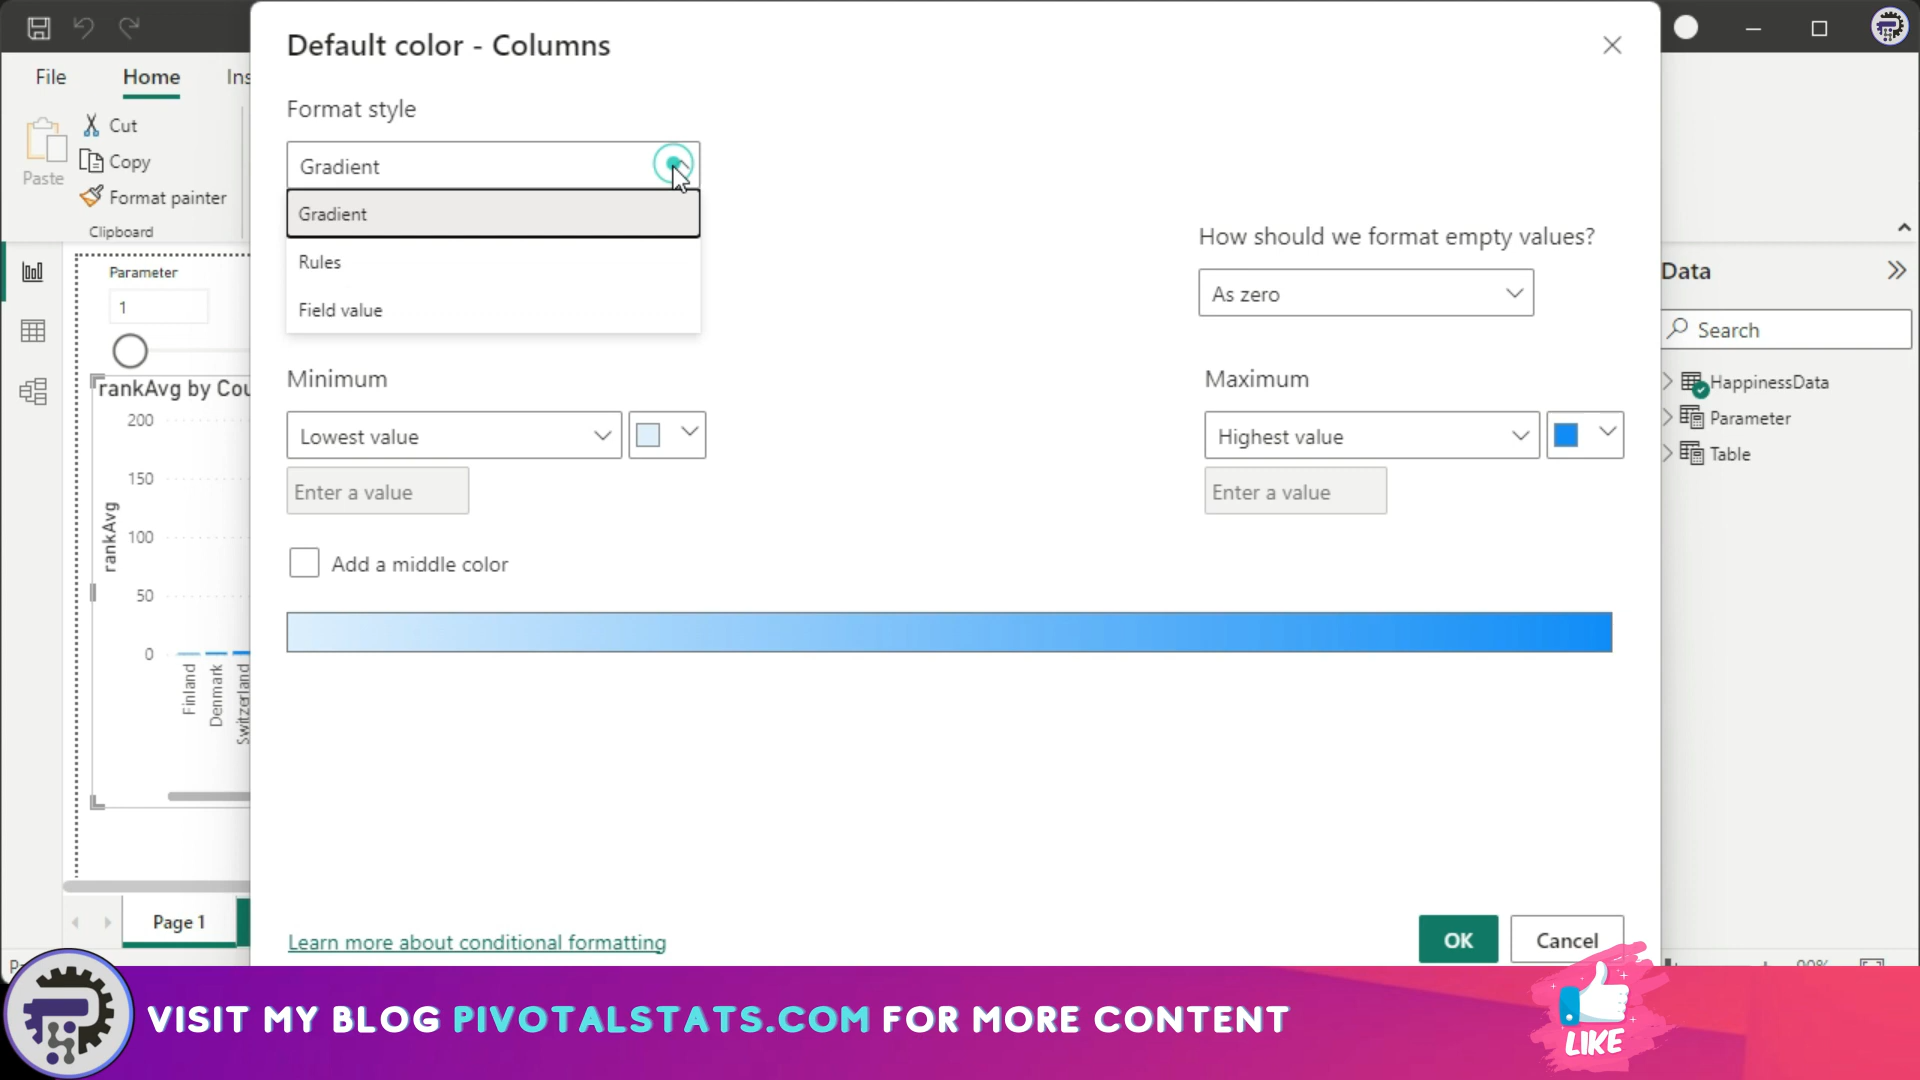 Default color - Columns
File
Home
Ins
Format style
Cut
Copy
Paste
Format painter
Clipboard
Gradient
Gradient
Rules
Field value
How should we format empty values?
As zero
Data
Search
HappinessData
Parameter
Table
Parameter
1
Minimum
Maximum
Lowest value
Highest value
Enter a value
Enter a value
Add a middle color
rankAvg by Cou
200
150
100
50
0
rankAvg
Finland
Denmark
Switzerland
Page 1
Learn more about conditional formatting
OK
Cancel
VISIT MY BLOG PIVOTALSTATS.COM FOR MORE CONTENT
LIKE